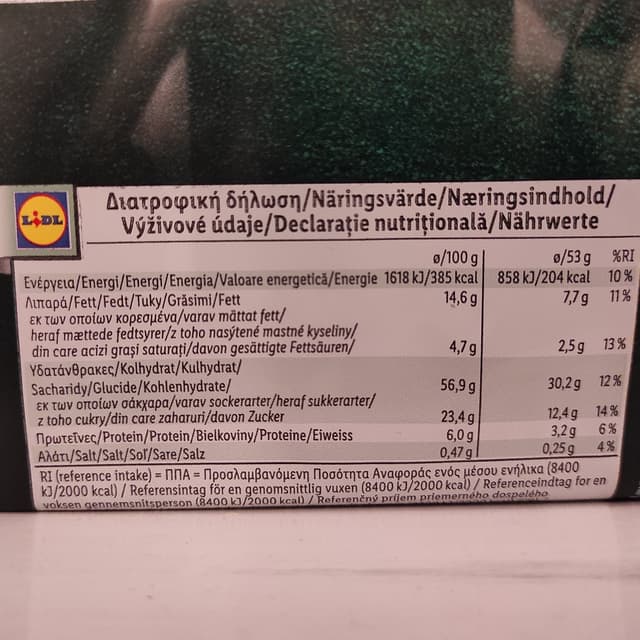 LIDL
Διατροφική δήλωση/Näringsvärde/Næringsindhold/
Výživové údaje/Declarație nutrițională/Nährwerte
ø/100 g ø/53 g %RI
Ενέργεια/Energi/Energi/Energia/Valoare energetică/Energie 1618 kJ/385 kcal 858 kJ/204 kcal 10 %
Λιπαρά/Fett/Fedt/Tuky/Grăsimi/Fett 14,6 g 7,7 g 11 %
εκ των οποίων κορεσμένα/varav mättat fett/
heraf mættede fedtsyrer/z toho nasýtené mastné kyseliny/
din care acizi grași saturați/davon gesättigte Fettsäuren/ 4,7 g 2,5 g 13 %
Υδατάνθρακες/Kolhydrat/Kulhydrat/
Sacharidy/Glucide/Kohlenhydrate/ 56,9 g 30,2 g 12 %
εκ των οποίων σάκχαρα/varav sockerarter/heraf sukkerarter/
z toho cukry/din care zaharuri/davon Zucker 23,4 g 12,4 g 14 %
Πρωτεΐνες/Protein/Protein/Bielkoviny/Proteine/Eiweiss 6,0 g 3,2 g 6 %
Αλάτι/Salt/Salt/Soľ/Sare/Salz 0,47 g 0,25 g 4 %
RI (reference intake) = ΠΠΑ = Προσλαμβανόμενη Ποσότητα Αναφοράς ενός μέσου ενήλικα (8400
kJ/2000 kcal) / Referensintag för en genomsnittlig vuxen (8400 kJ/2000 kcal) / Referenceindtag for en
voksen gennemsnitsperson (8400 kJ/2000 kcal) / Referenčný príjem priemerného dospelého